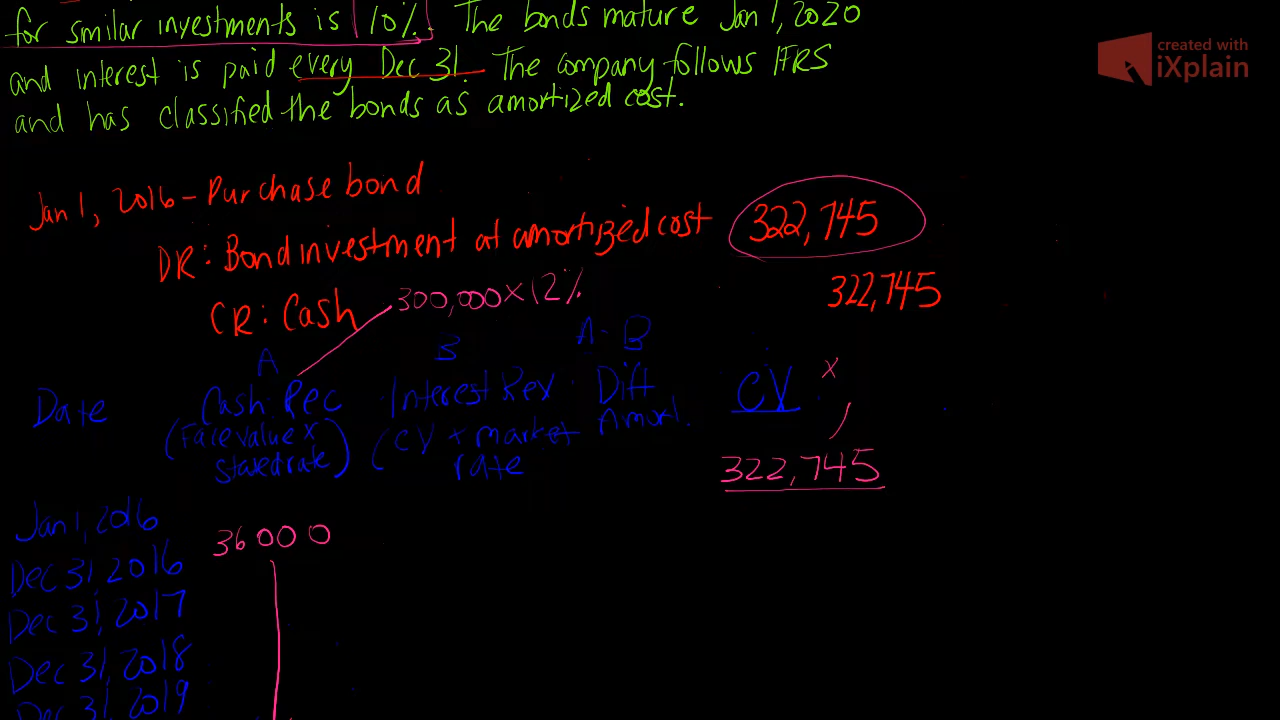 for similar investments is 10%. The bonds mature Jan 1, 2020
and interest is paid every Dec 31. The company follows IFRS
and has classified the bonds as amortized cost.
created with
iXplain
Jan 1, 2016 - Purchase bond
DR: Bond investment at amortized cost 322,745
CR: Cash 322,745
300,000 x 12%
A B A - B
Date Cash Rec Interest Rev Diff CV x
(Face value x (CV x market Amort.
stated rate) rate
322,745
Jan 1, 2016
36000
Dec 31, 2016
Dec 31, 2017
Dec 31, 2018
Dec 31, 2019